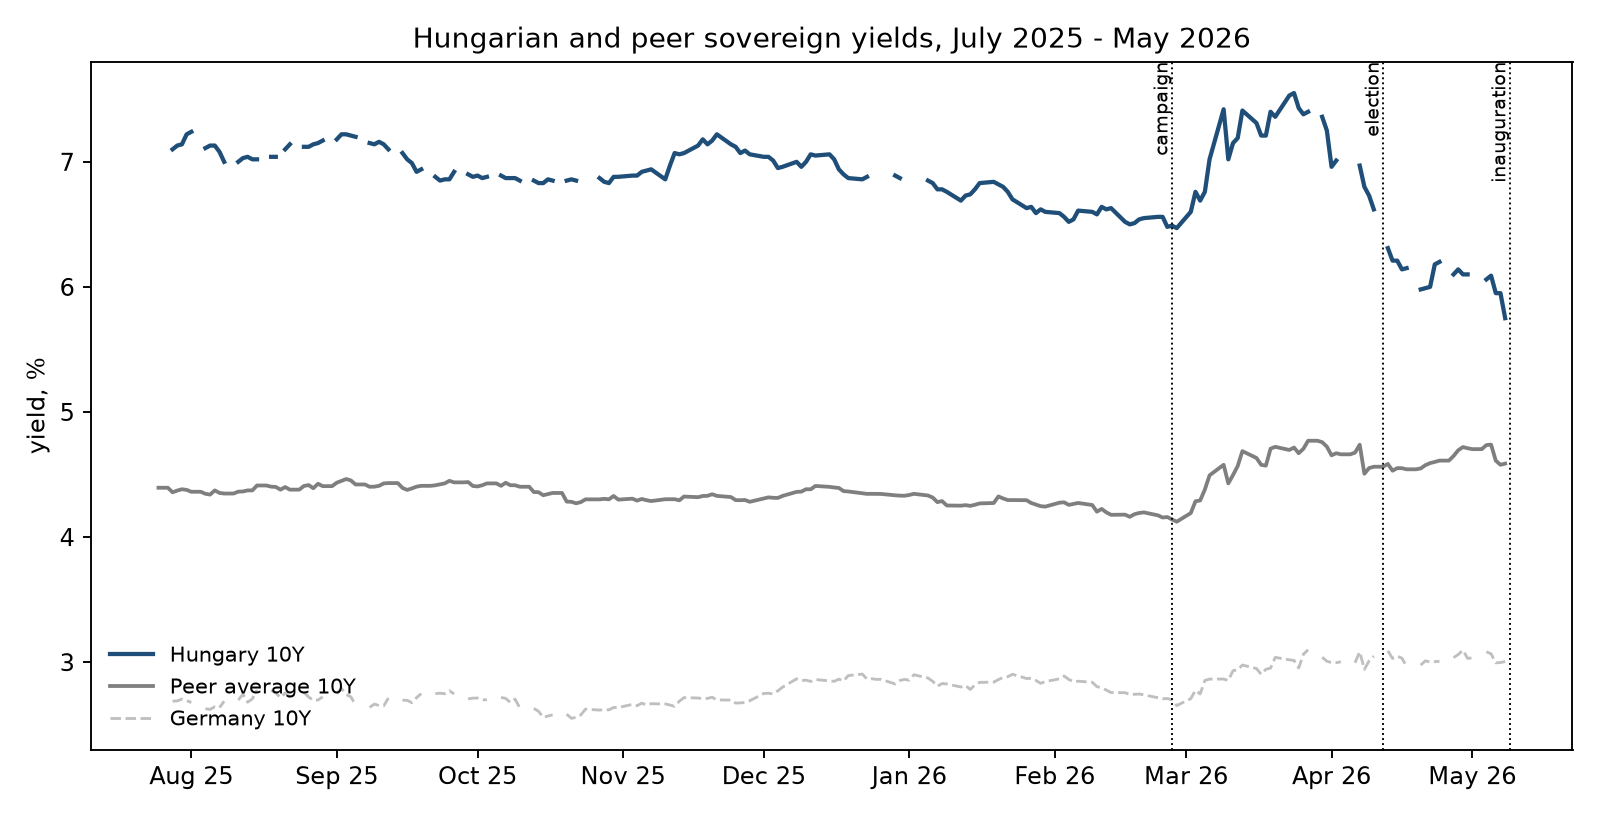 Hungarian and peer sovereign yields, July 2025 - May 2026
campaign
election
inauguration
yield, %
7
6
5
4
3
Hungary 10Y
Peer average 10Y
Germany 10Y
Aug 25
Sep 25
Oct 25
Nov 25
Dec 25
Jan 26
Feb 26
Mar 26
Apr 26
May 26